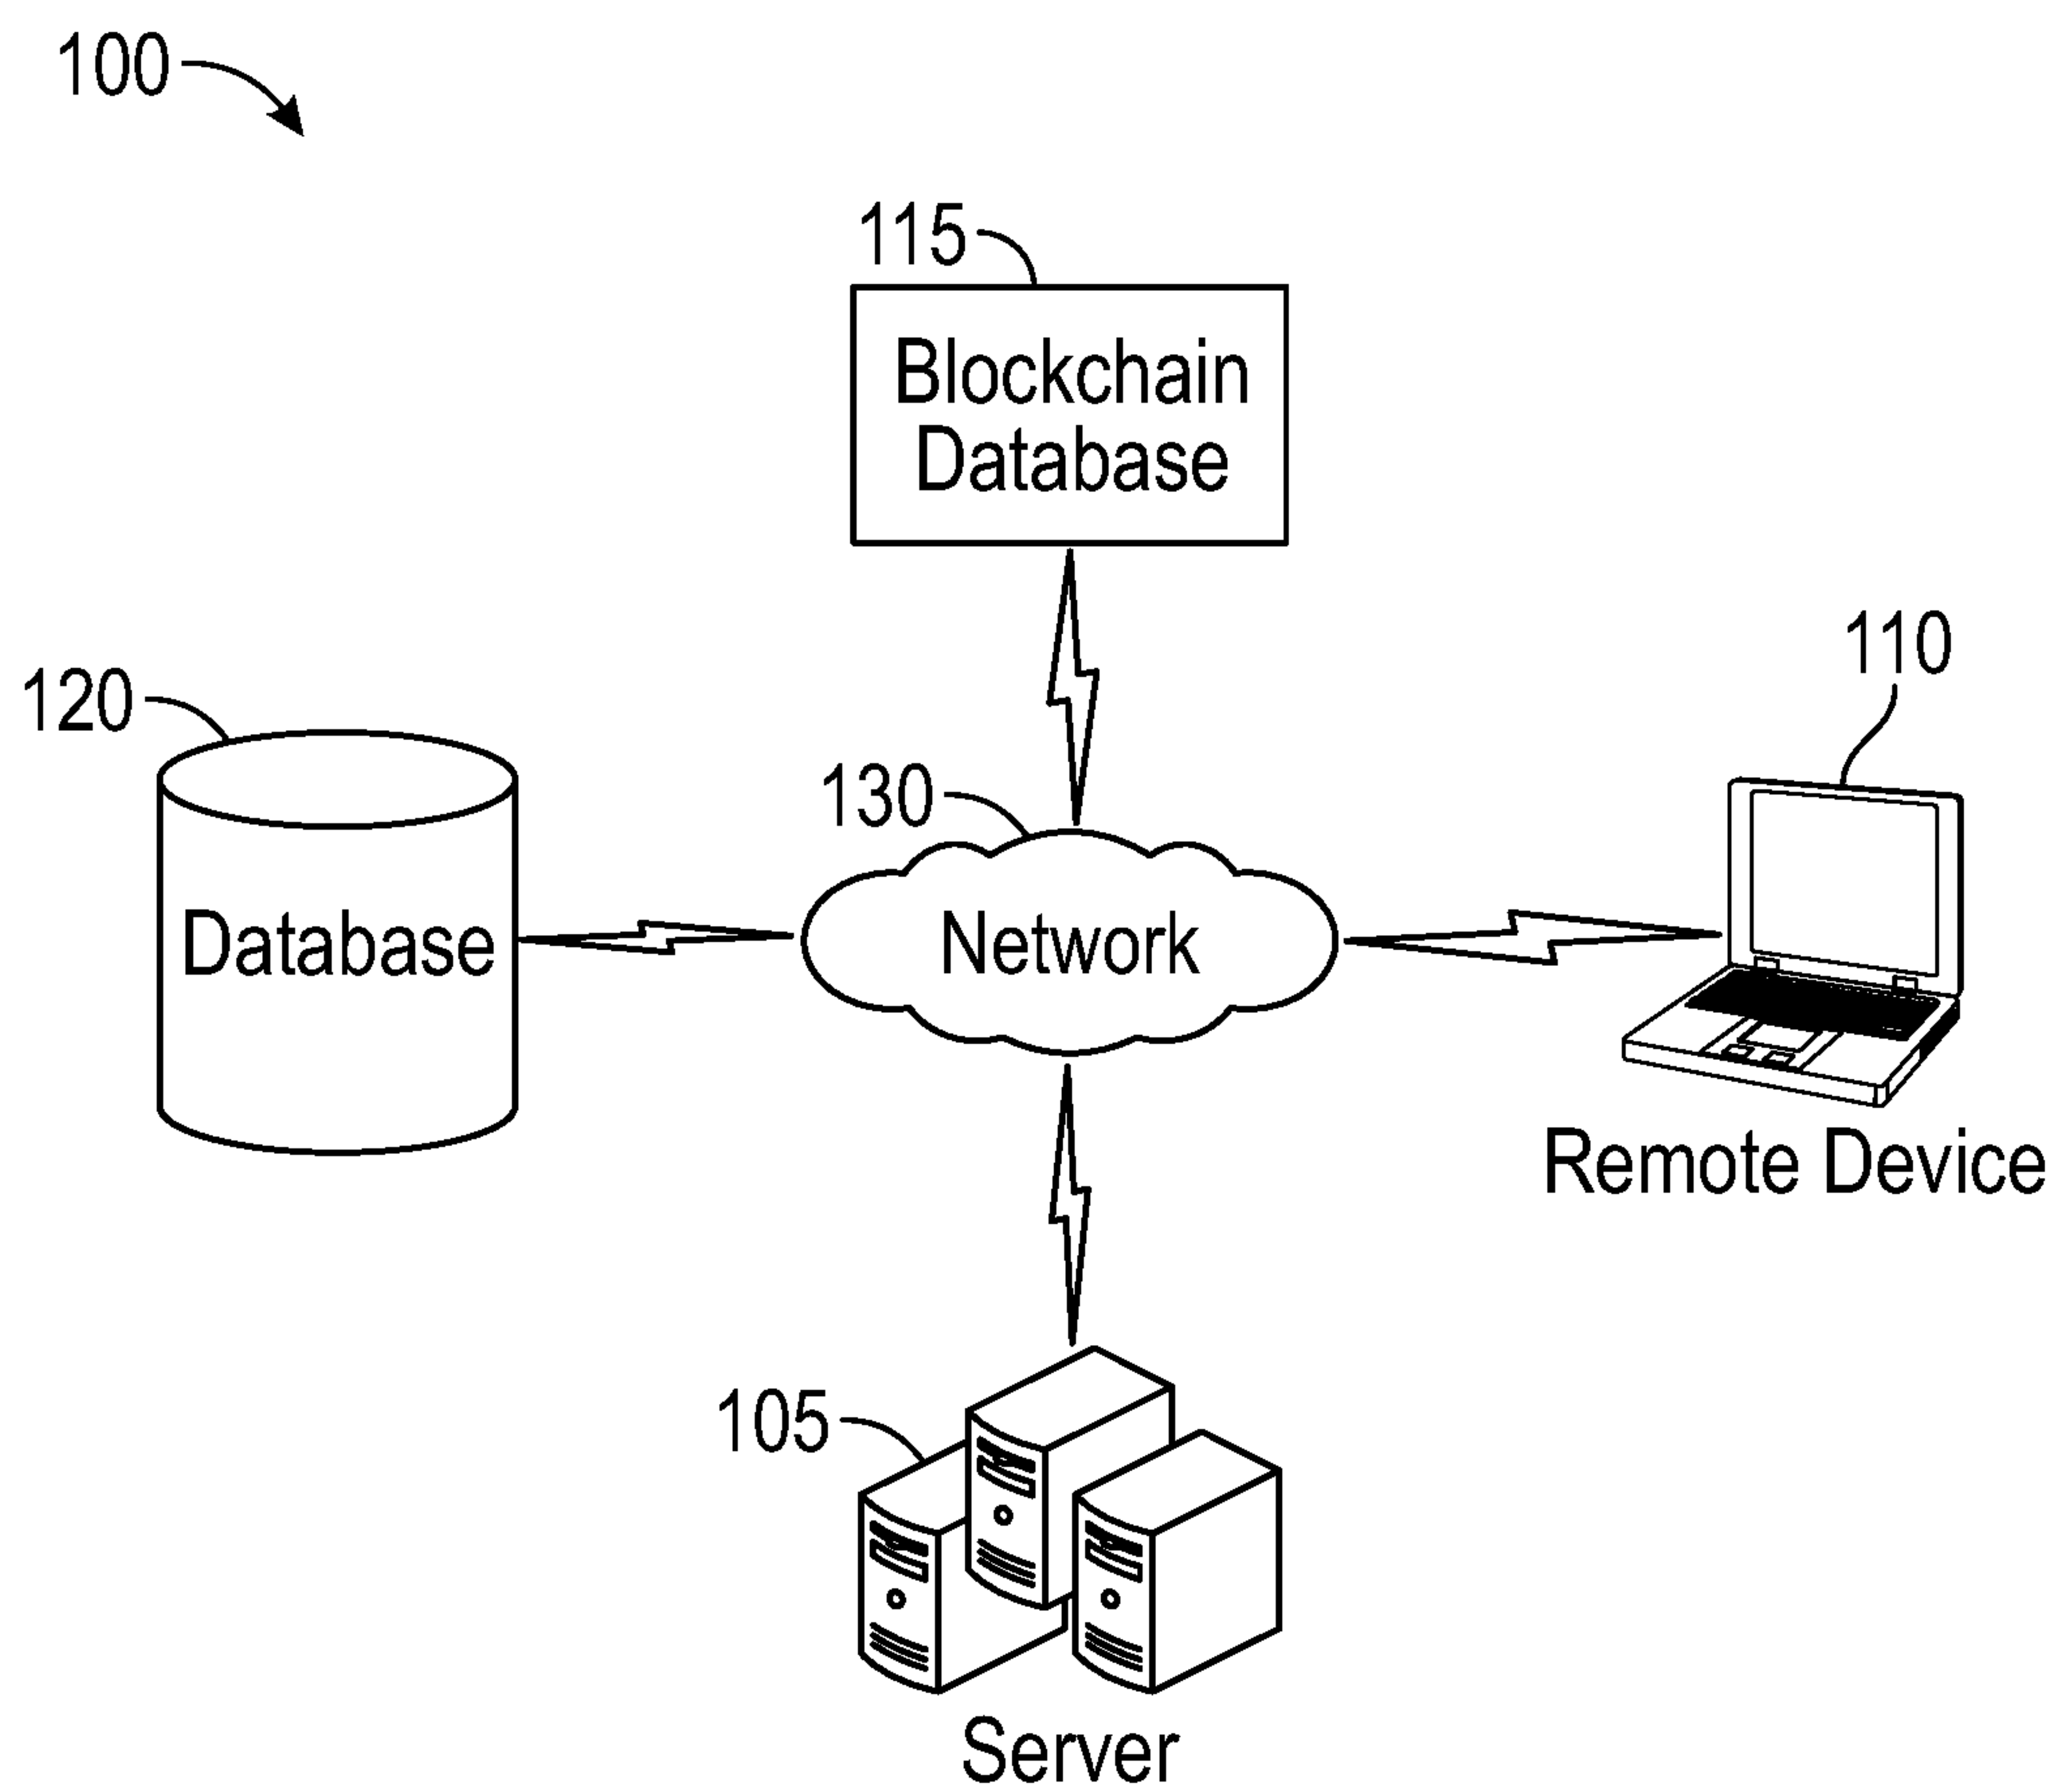 100
115
Blockchain
Database
110
120
130
Database
Network
Remote Device
105
Server